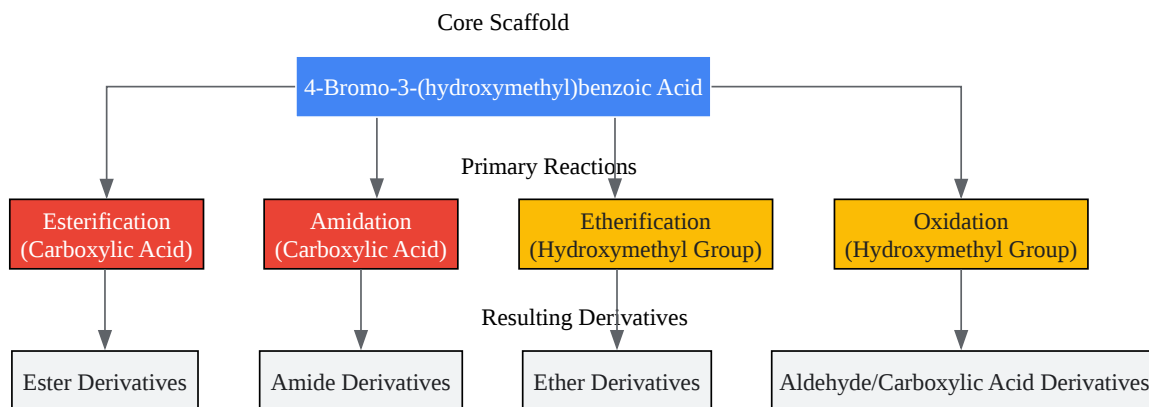 Core Scaffold
4-Bromo-3-(hydroxymethyl)benzoic Acid
Primary Reactions
Esterification
(Carboxylic Acid)
Amidation
(Carboxylic Acid)
Etherification
(Hydroxymethyl Group)
Oxidation
(Hydroxymethyl Group)
Resulting Derivatives
Ester Derivatives
Amide Derivatives
Ether Derivatives
Aldehyde/Carboxylic Acid Derivatives